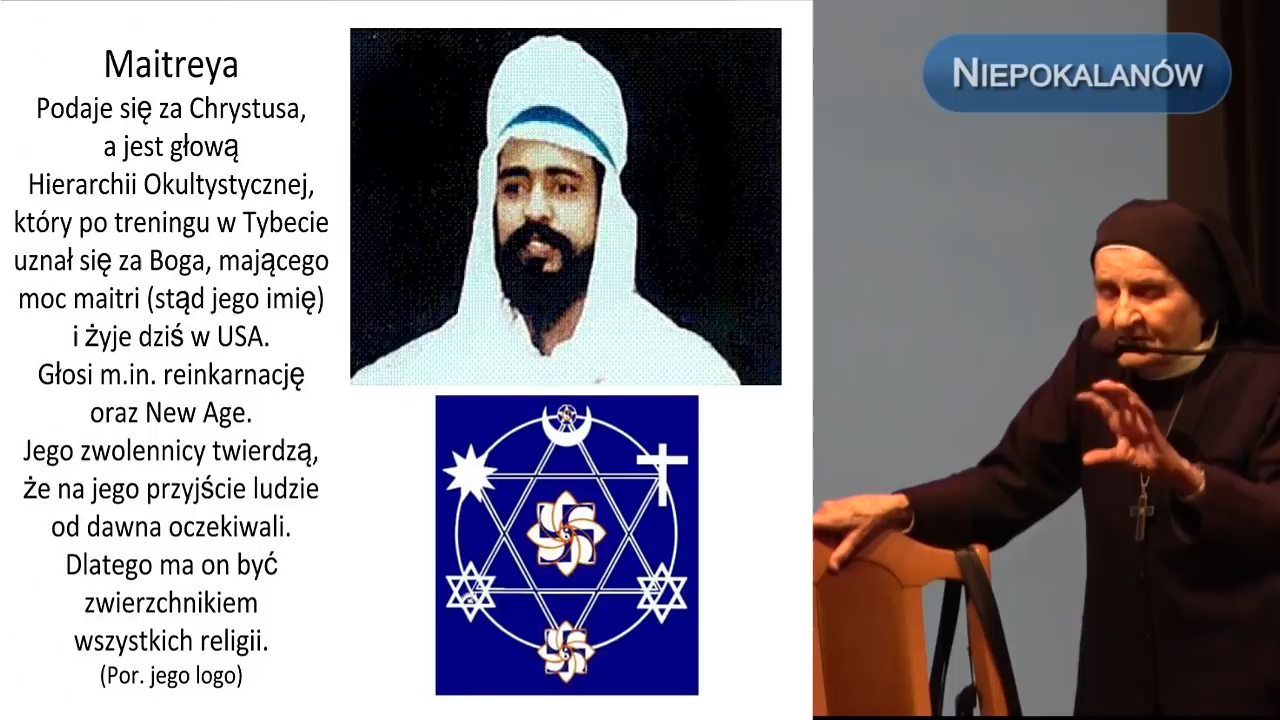 Maitreya
Podaje się za Chrystusa,
a jest głową
Hierarchii Okultystycznej,
który po treningu w Tybecie
uznał się za Boga, mającego
moc maitri (stąd jego imię)
i żyje dziś w USA.
Głosi m.in. reinkarnację
oraz New Age.
Jego zwolennicy twierdzą,
że na jego przyjście ludzie
od dawna oczekiwali.
Dlatego ma on być
zwierzchnikiem
wszystkich religii.
(Por. jego logo)
NIEPOKALANÓW